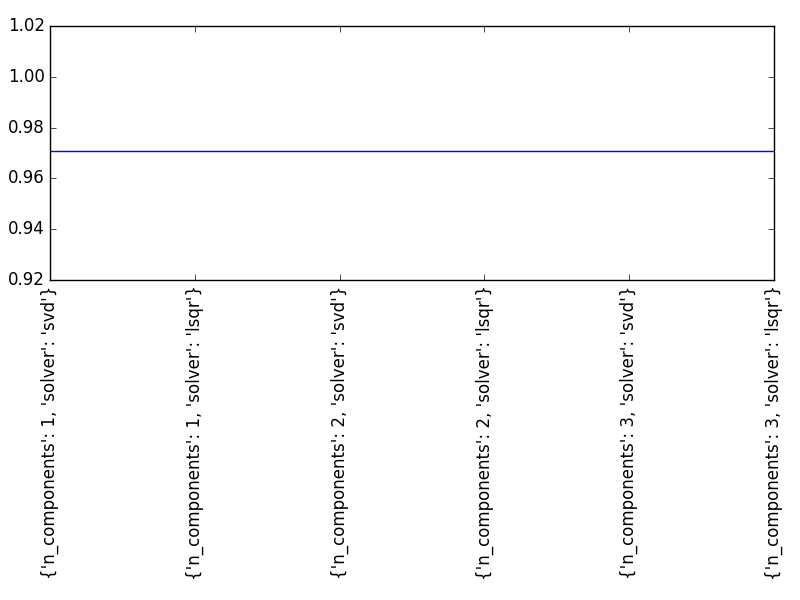 1.02
1.00
0.98
0.96
0.94
0.92
{'n_components': 1, 'solver': 'svd'}
{'n_components': 1, 'solver': 'lsqr'}
{'n_components': 2, 'solver': 'svd'}
{'n_components': 2, 'solver': 'lsqr'}
{'n_components': 3, 'solver': 'svd'}
{'n_components': 3, 'solver': 'lsqr'}